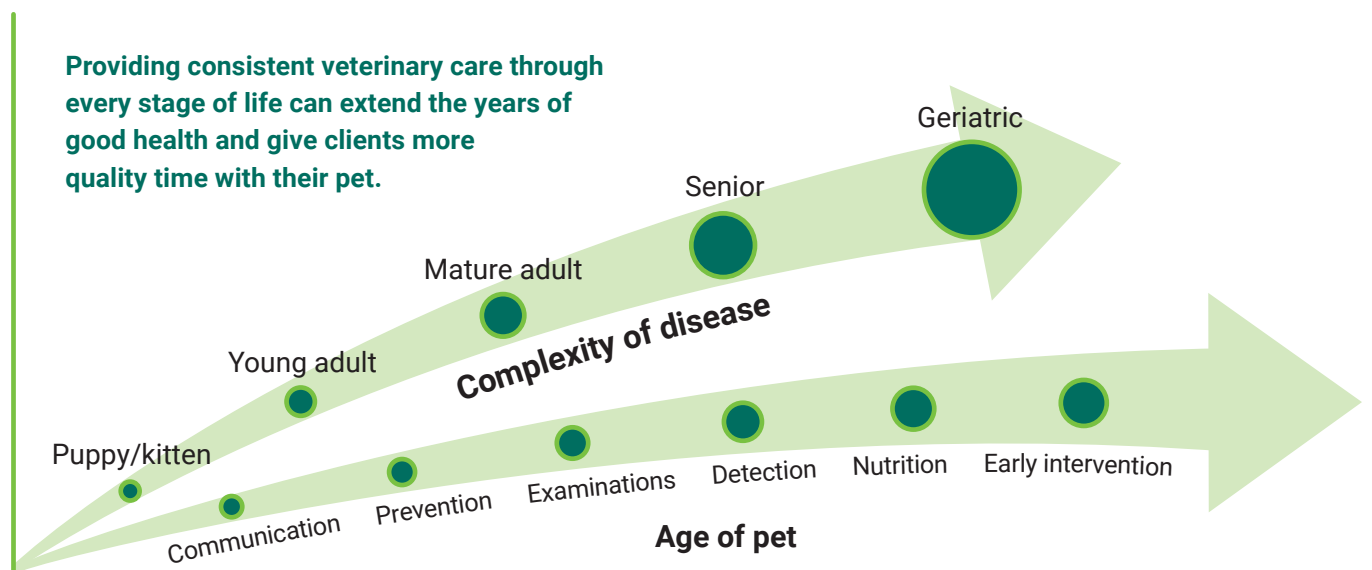 Providing consistent veterinary care through
every stage of life can extend the years of
good health and give clients more
quality time with their pet.
Geriatric
Senior
Mature adult
Young adult
Puppy/kitten
Complexity of disease
Communication
Prevention
Examinations
Detection
Nutrition
Early intervention
Age of pet